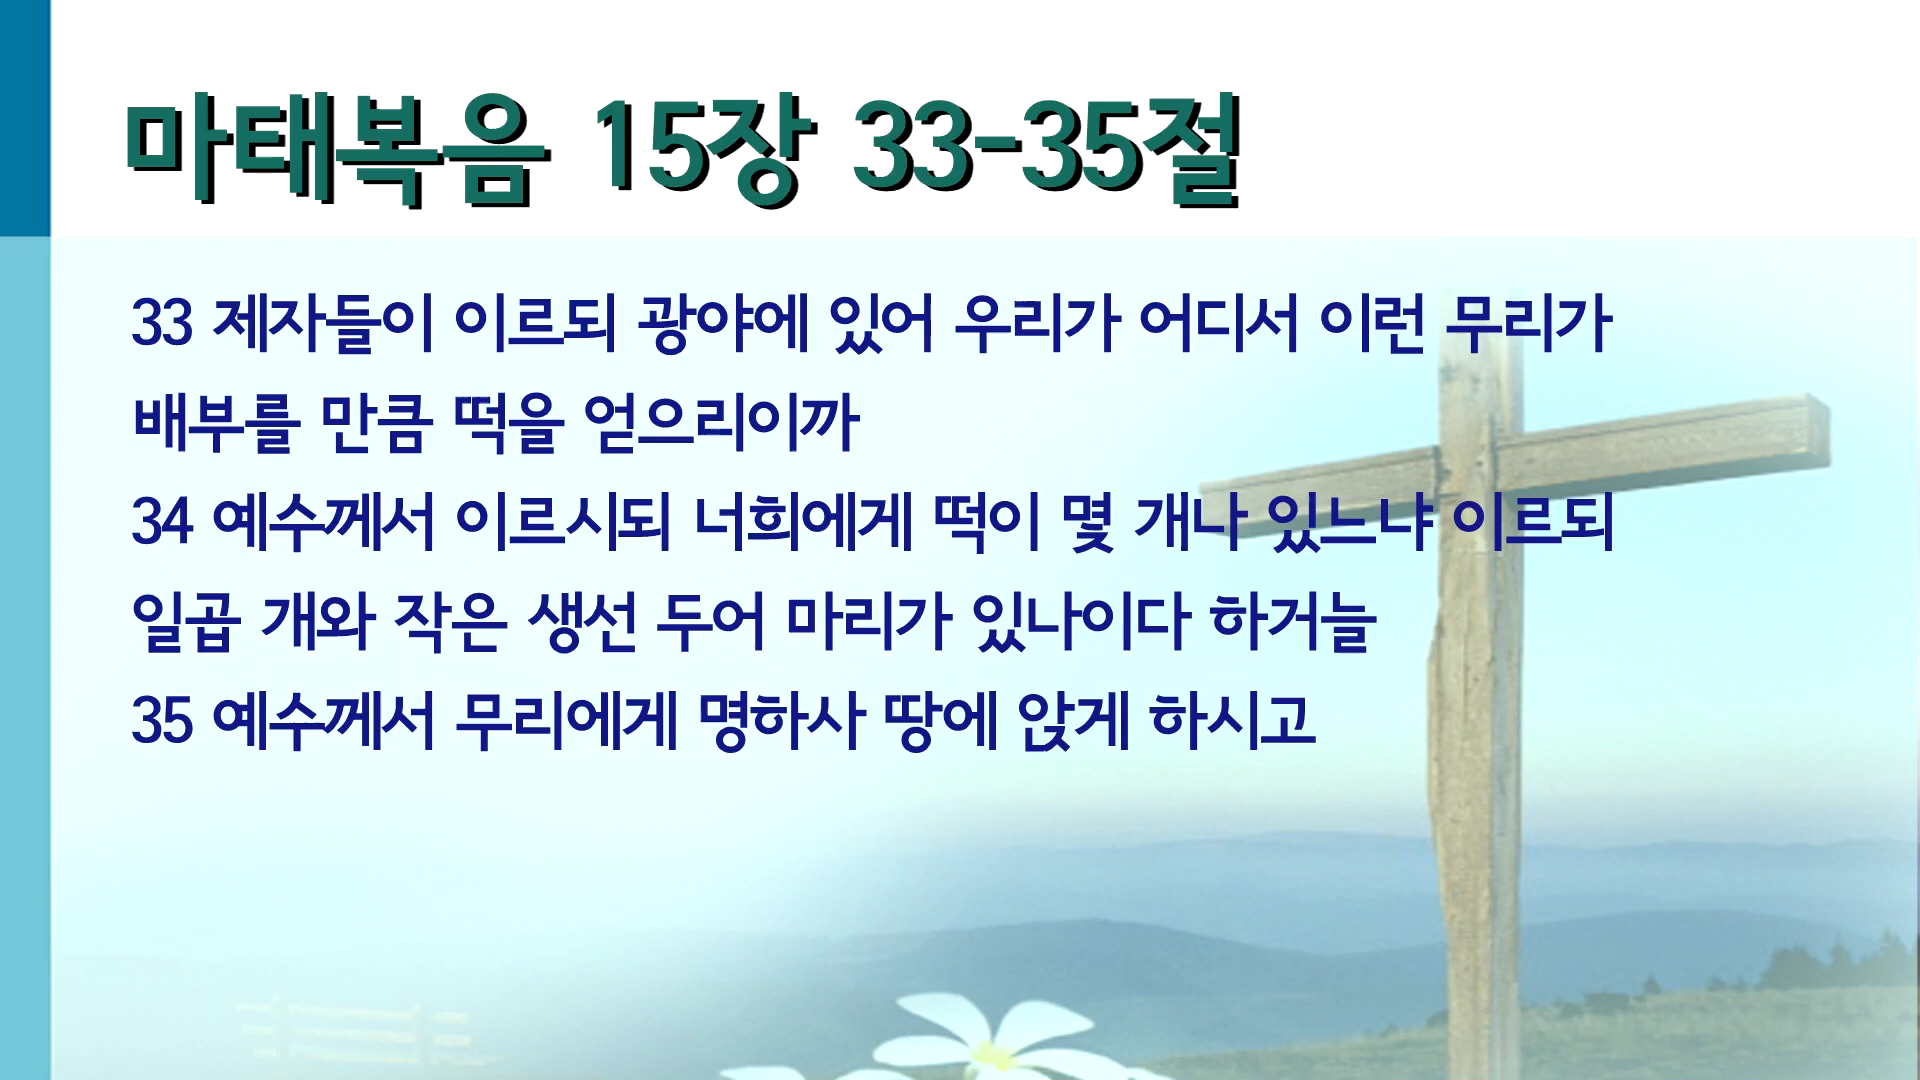 마태복음 15장 33-35절
33 제자들이 이르되 광야에 있어 우리가 어디서 이런 무리가
배부를 만큼 떡을 얻으리이까
34 예수께서 이르시되 너희에게 떡이 몇 개나 있느냐 이르되
일곱 개와 작은 생선 두어 마리가 있나이다 하거늘
35 예수께서 무리에게 명하사 땅에 앉게 하시고